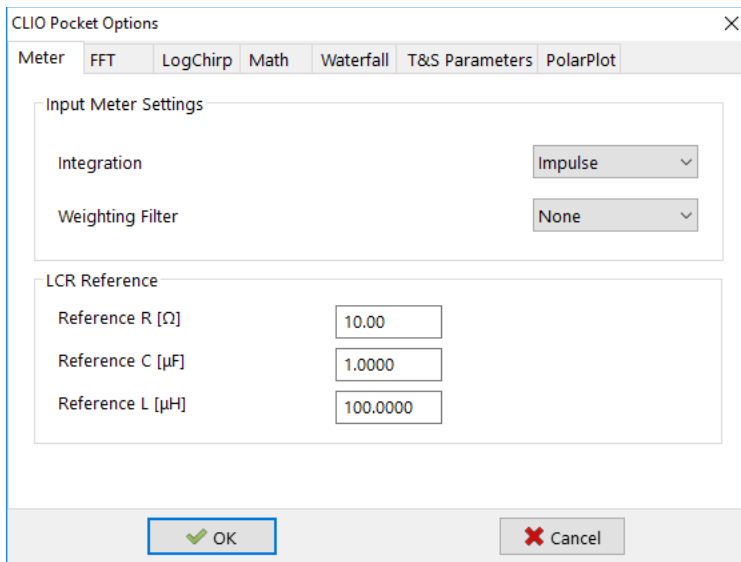 CLIO Pocket Options
Meter FFT LogChirp Math Waterfall T&S Parameters PolarPlot
Input Meter Settings
Integration Impulse
Weighting Filter None
LCR Reference
Reference R [Ω] 10.00
Reference C [µF] 1.0000
Reference L [µH] 100.0000
OK Cancel